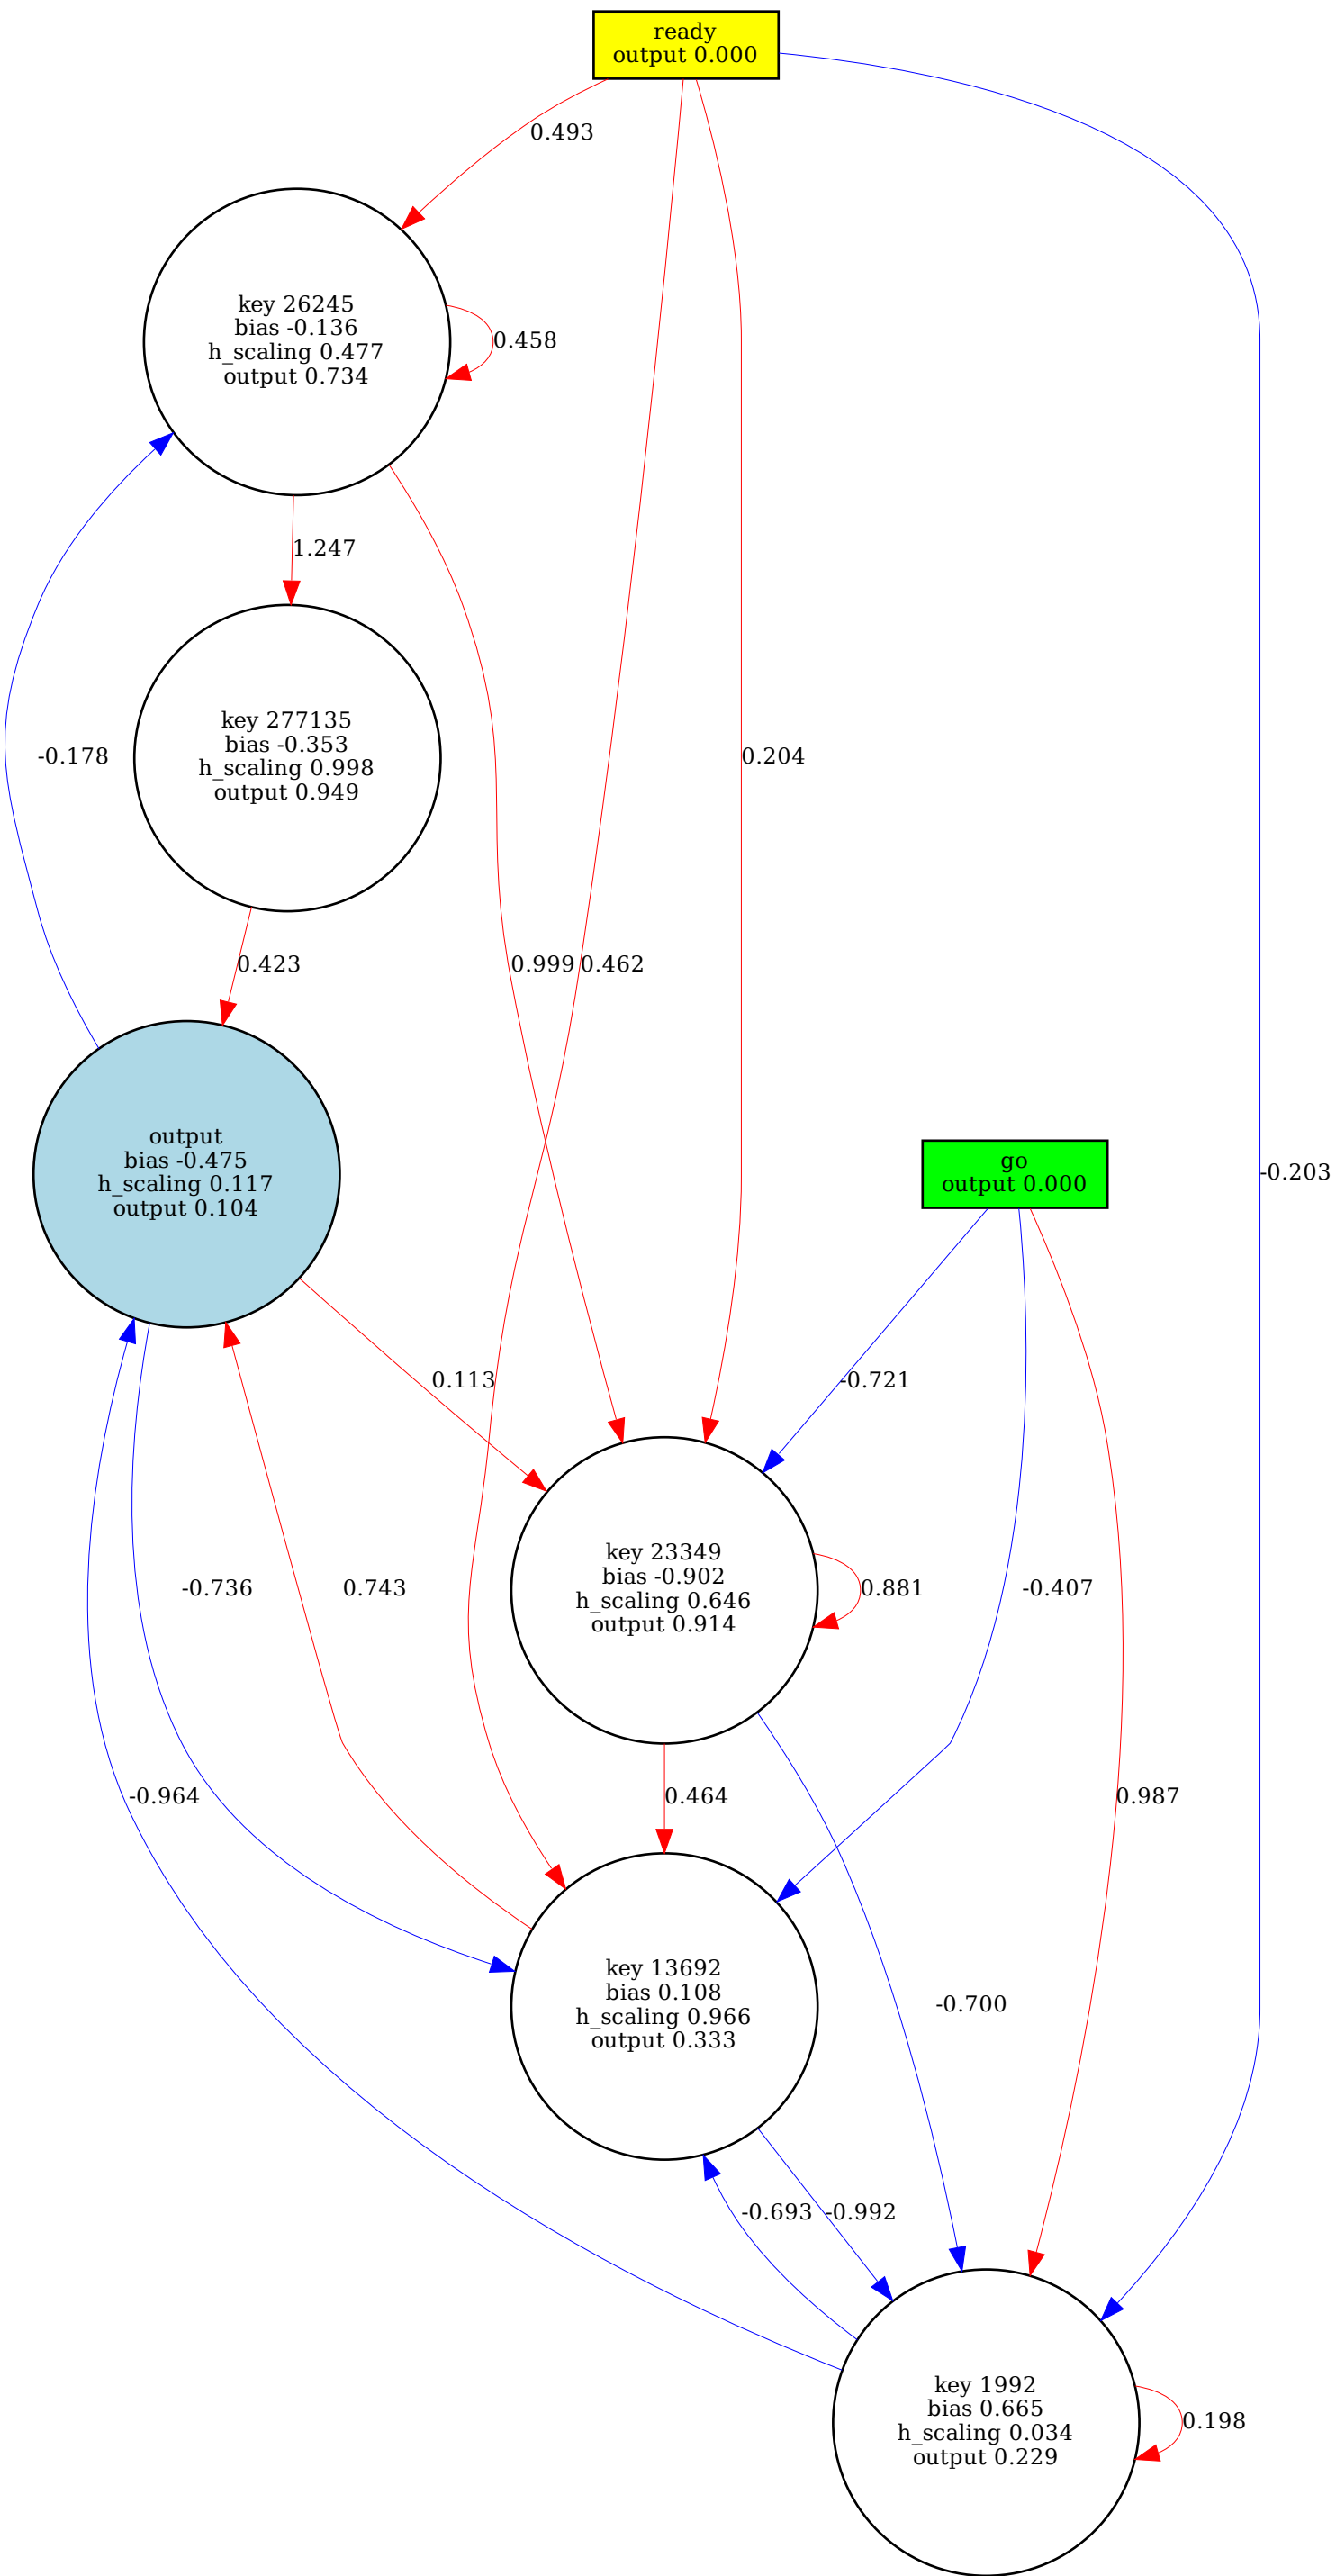 ready
output 0.000
0.493
key 26245
bias -0.136
h_scaling 0.477
output 0.734
0.458
1.247
key 277135
bias -0.353
h_scaling 0.998
output 0.949
-0.178
0.204
0.423
0.999
0.462
output
bias -0.475
h_scaling 0.117
output 0.104
go
output 0.000
-0.203
0.113
-0.721
key 23349
bias -0.902
h_scaling 0.646
output 0.914
-0.736
0.743
0.881
-0.407
-0.964
0.464
0.987
key 13692
bias 0.108
h_scaling 0.966
output 0.333
-0.700
-0.693
-0.992
key 1992
bias 0.665
h_scaling 0.034
output 0.229
0.198